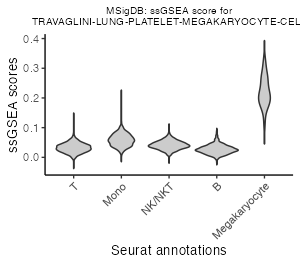 MSigDB: ssGSEA score for
TRAVAGLINI-LUNG-PLATELET-MEGAKARYOCYTE-CEL
ssGSEA scores
0.4
0.3
0.2
0.1
0.0
T
Mono
NK/NKT
B
Megakaryocyte
Seurat annotations